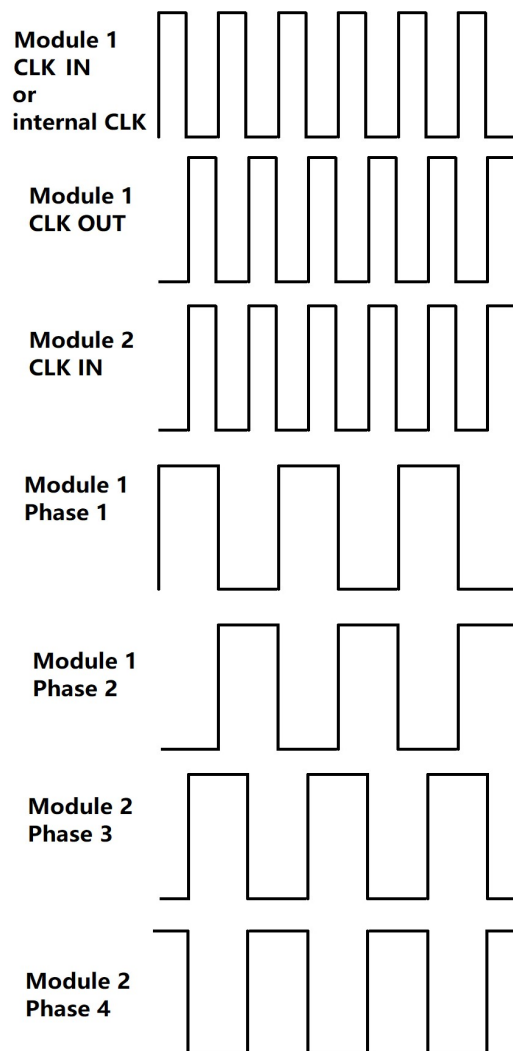 Module 1
CLK IN
or
internal CLK
Module 1
CLK OUT
Module 2
CLK IN
Module 1
Phase 1
Module 1
Phase 2
Module 2
Phase 3
Module 2
Phase 4